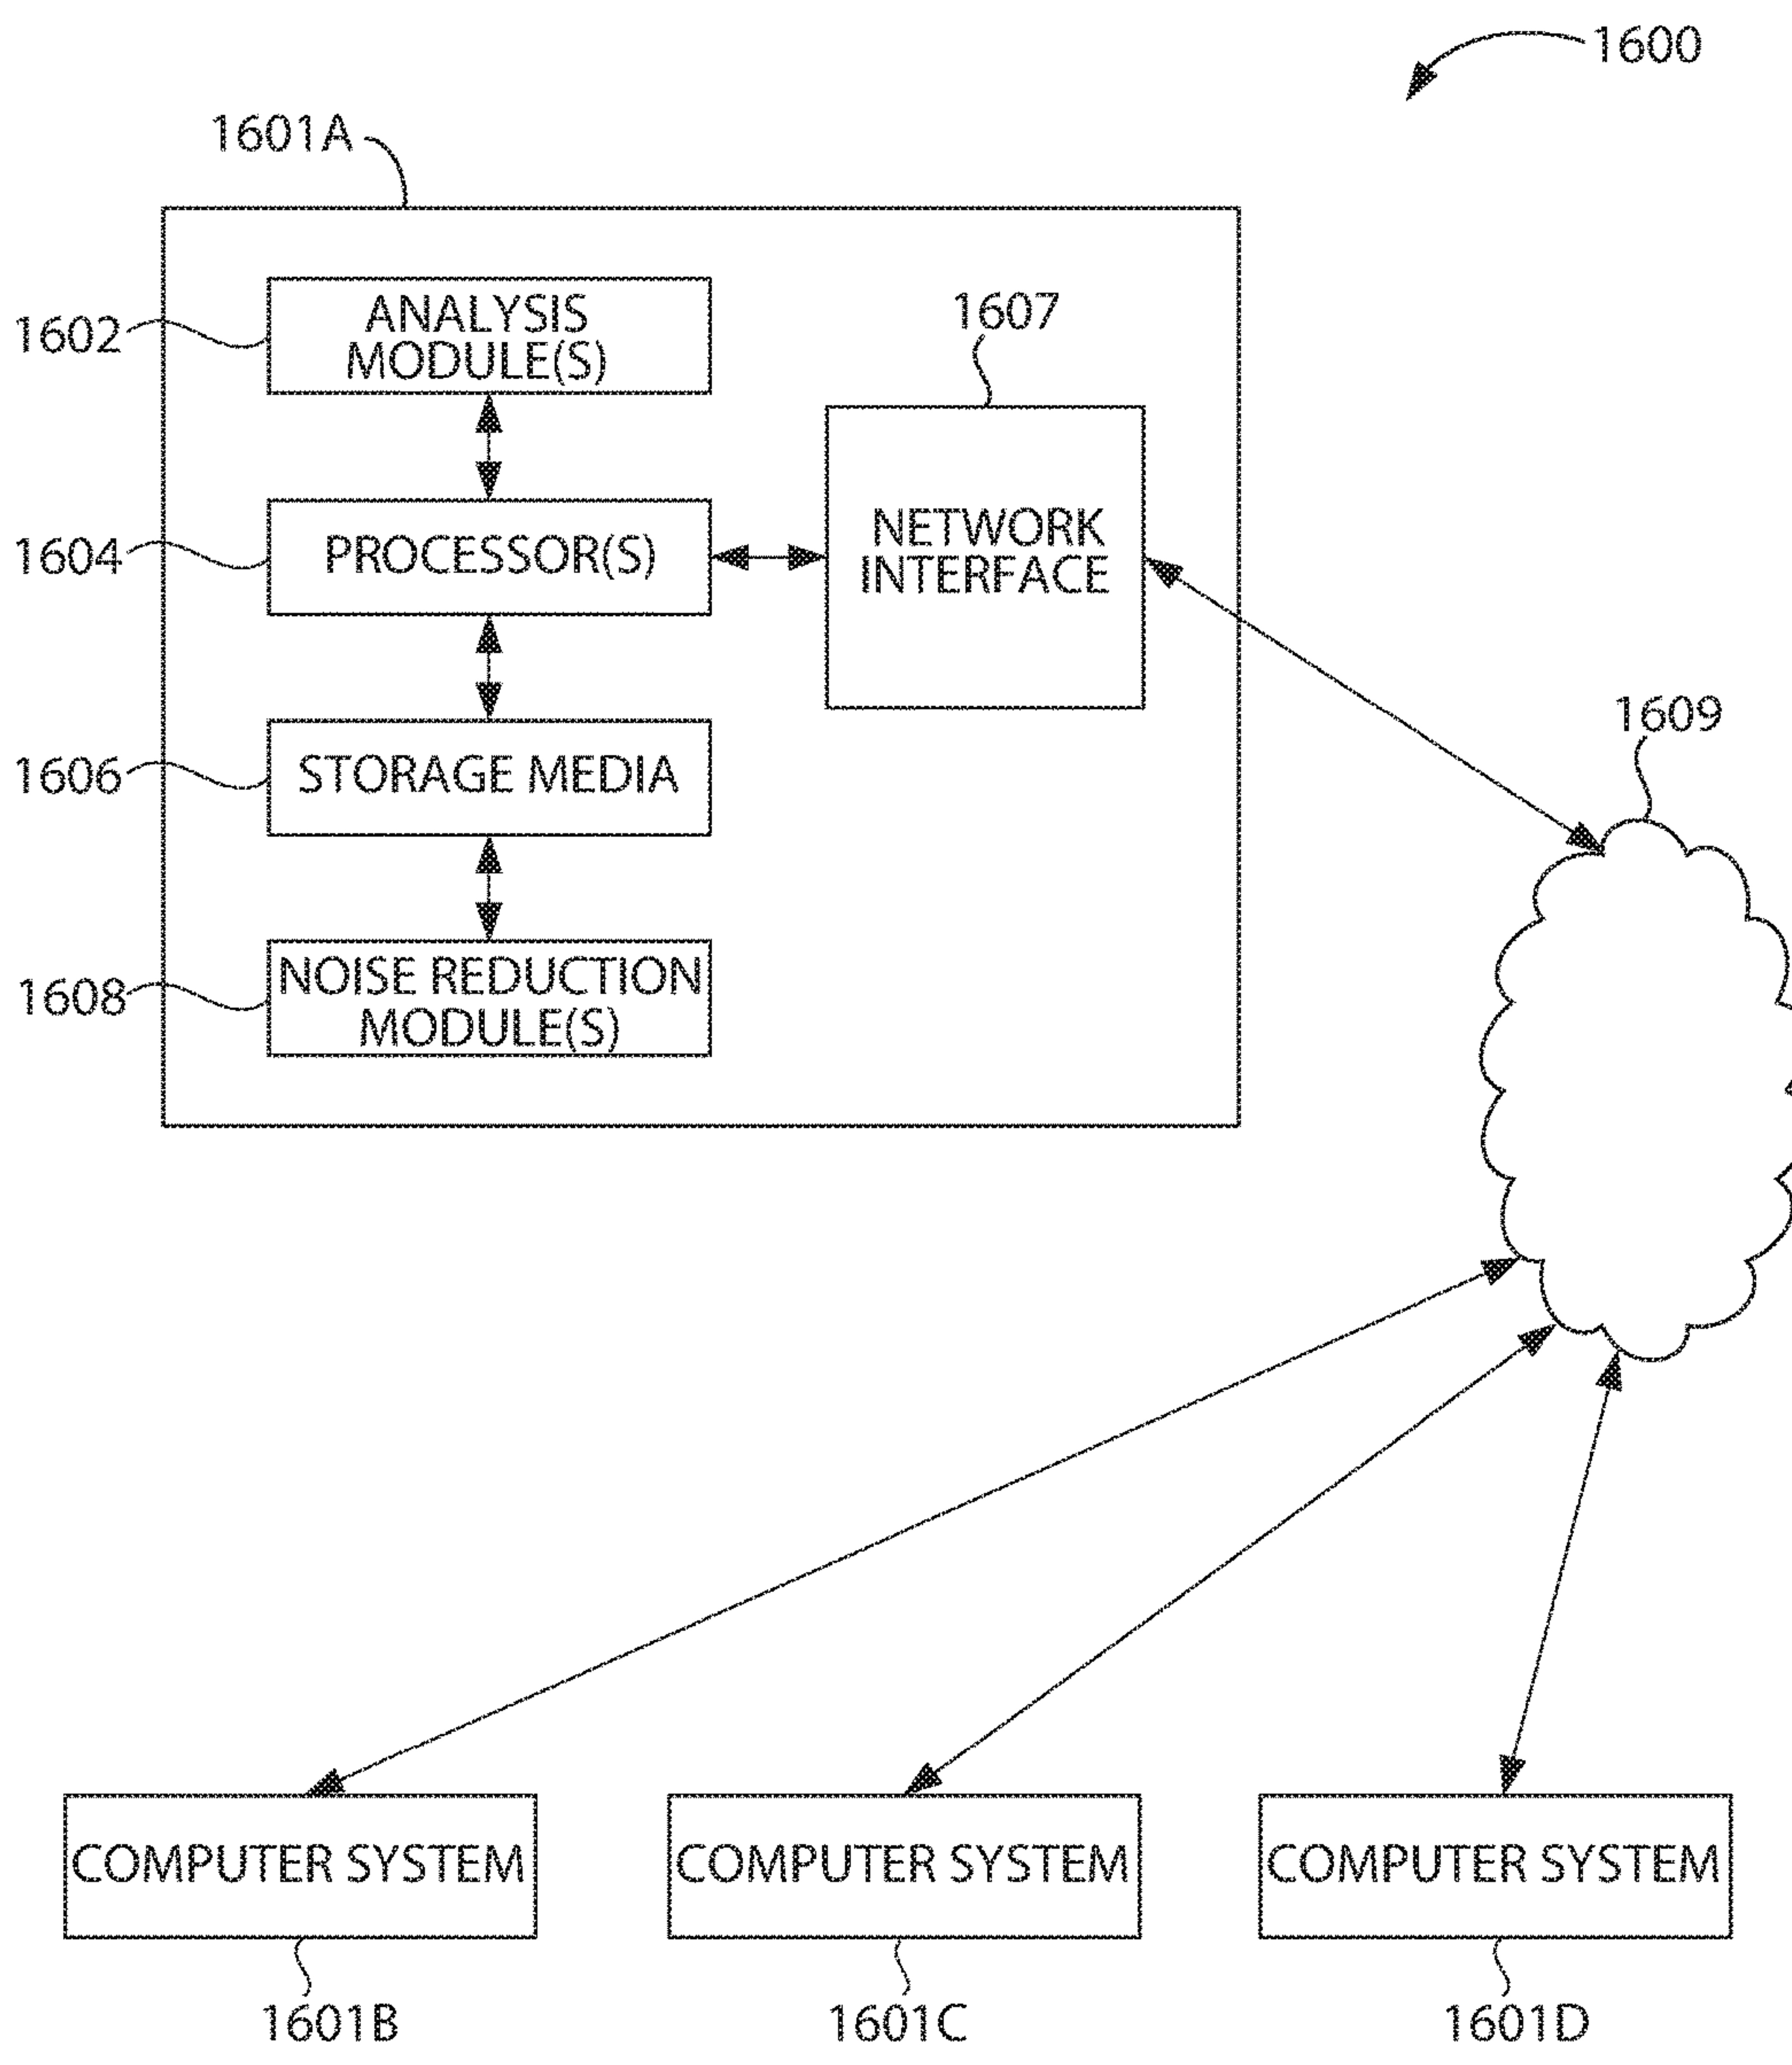 1600
1601A
ANALYSIS
MODULE(S)
1602
1607
PROCESSOR(S)
1604
NETWORK
INTERFACE
STORAGE MEDIA
1606
1609
NOISE REDUCTION
MODULE(S)
1608
COMPUTER SYSTEM
COMPUTER SYSTEM
COMPUTER SYSTEM
1601B
1601C
1601D